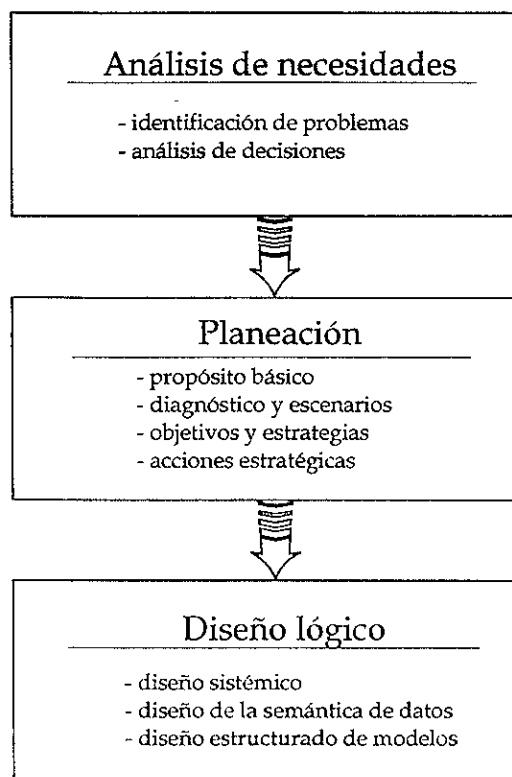 Análisis de necesidades
- identificación de problemas
- análisis de decisiones
Planeación
- propósito básico
- diagnóstico y escenarios
- objetivos y estrategias
- acciones estratégicas
Diseño lógico
- diseño sistémico
- diseño de la semántica de datos
- diseño estructurado de modelos